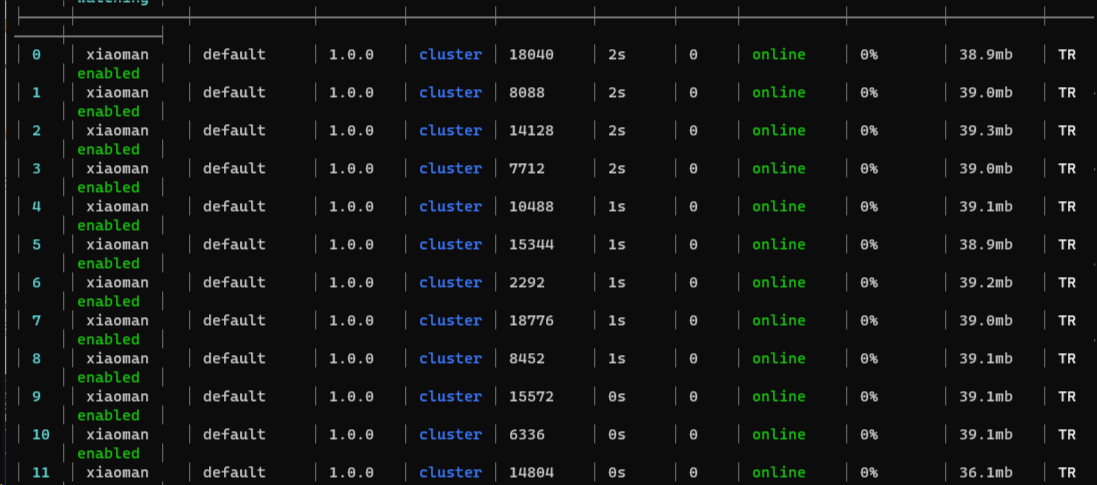 watching
0 xiaoman default 1.0.0 cluster 18040 2s 0 online 0% 38.9mb TR
enabled
1 xiaoman default 1.0.0 cluster 8088 2s 0 online 0% 39.0mb TR
enabled
2 xiaoman default 1.0.0 cluster 14128 2s 0 online 0% 39.3mb TR
enabled
3 xiaoman default 1.0.0 cluster 7712 2s 0 online 0% 39.0mb TR
enabled
4 xiaoman default 1.0.0 cluster 10488 1s 0 online 0% 39.1mb TR
enabled
5 xiaoman default 1.0.0 cluster 15344 1s 0 online 0% 38.9mb TR
enabled
6 xiaoman default 1.0.0 cluster 2292 1s 0 online 0% 39.2mb TR
enabled
7 xiaoman default 1.0.0 cluster 18776 1s 0 online 0% 39.0mb TR
enabled
8 xiaoman default 1.0.0 cluster 8452 1s 0 online 0% 39.1mb TR
enabled
9 xiaoman default 1.0.0 cluster 15572 0s 0 online 0% 39.1mb TR
enabled
10 xiaoman default 1.0.0 cluster 6336 0s 0 online 0% 39.1mb TR
enabled
11 xiaoman default 1.0.0 cluster 14804 0s 0 online 0% 36.1mb TR